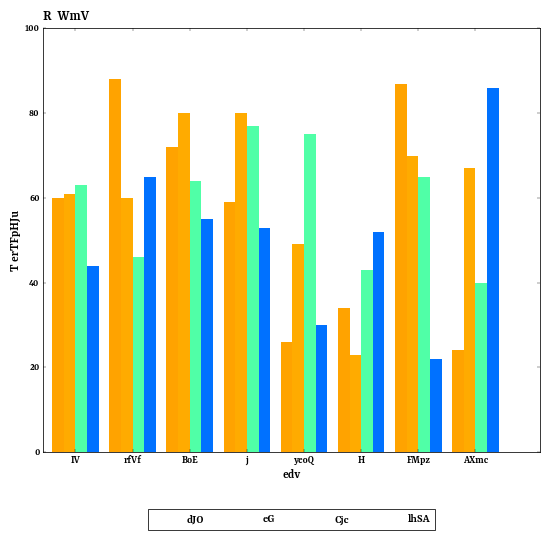 R WmV
100
80
60
40
20
0
T erTFpHJu
IV rfVf BoE j ycoQ H FMpz AXmc
edv
dJO eG Cjc lhSA